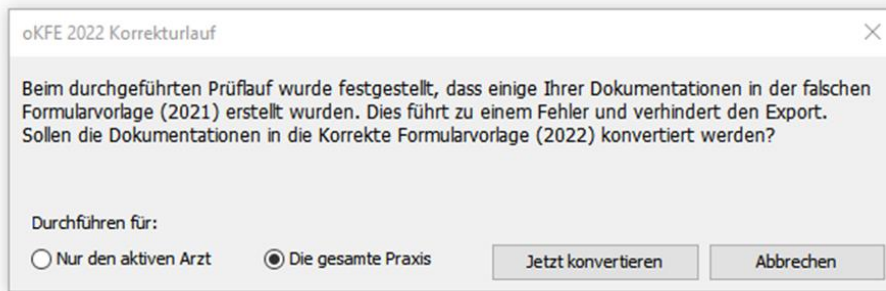 oKFE 2022 Korrekturlauf
Beim durchgeführten Prüflauf wurde festgestellt, dass einige Ihrer Dokumentationen in der falschen
Formularvorlage (2021) erstellt wurden. Dies führt zu einem Fehler und verhindert den Export.
Sollen die Dokumentationen in die Korrekte Formularvorlage (2022) konvertiert werden?
Durchführen für:
Nur den aktiven Arzt Die gesamte Praxis Jetzt konvertieren Abbrechen